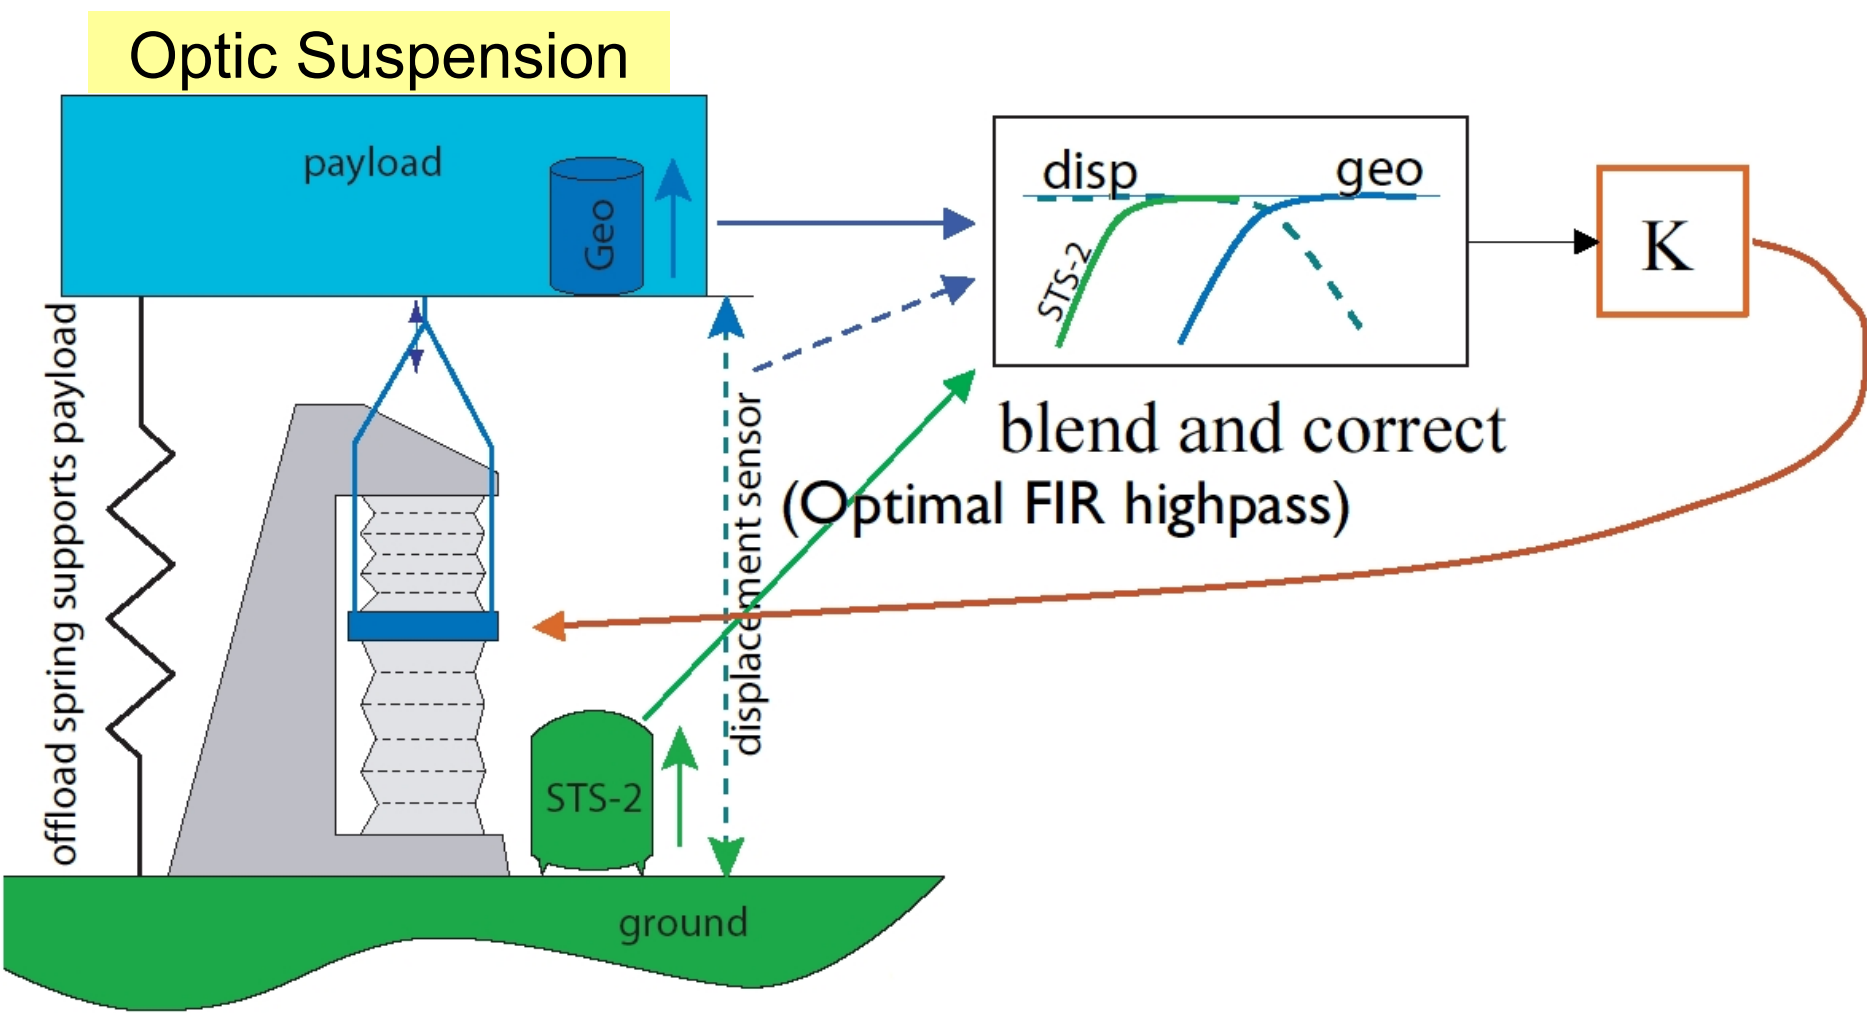 Optic Suspension
payload
Geo
disp
geo
STS-2
K
blend and correct
(Optimal FIR highpass)
offload spring supports payload
displacement sensor
STS-2
ground